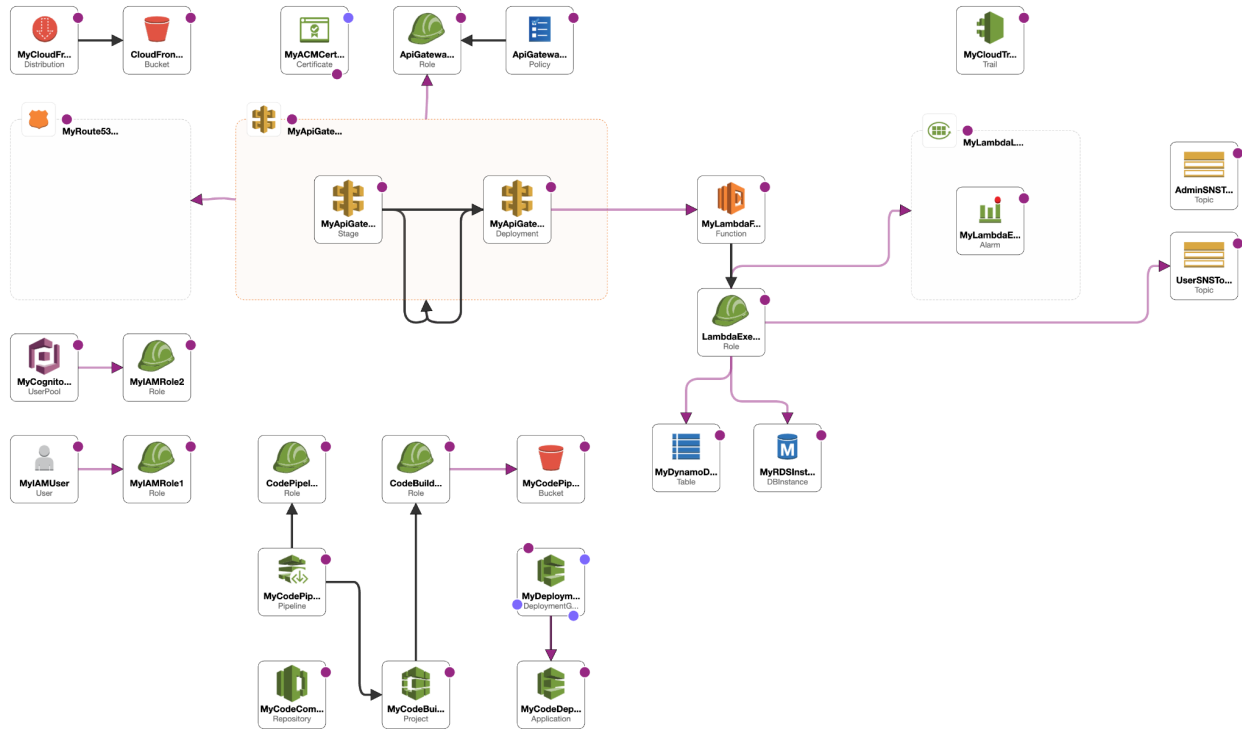 MyCloudFr...
Distribution
CloudFron...
Bucket
MyACMCert...
Certificate
ApiGatewa...
Role
ApiGatewa...
Policy
MyCloudTr...
Trail
MyRoute53...
MyApiGate...
MyLambdaL...
MyApiGate...
Stage
MyApiGate...
Deployment
MyLambdaF...
Function
MyLambdaE...
Alarm
AdminSNST...
Topic
UserSNSTo...
Topic
LambdaExe...
Role
MyCognito...
UserPool
MyIAMRole2
Role
MyIAMUser
User
MyIAMRole1
Role
CodePipel...
Role
CodeBuild...
Role
MyCodePip...
Bucket
MyDynamoD...
Table
M
MyRDSInst...
DBInstance
MyCodePip...
Pipeline
MyDeploym...
DeploymentG...
MyCodeCom...
Repository
MyCodeBui...
Project
MyCodeDep...
Application